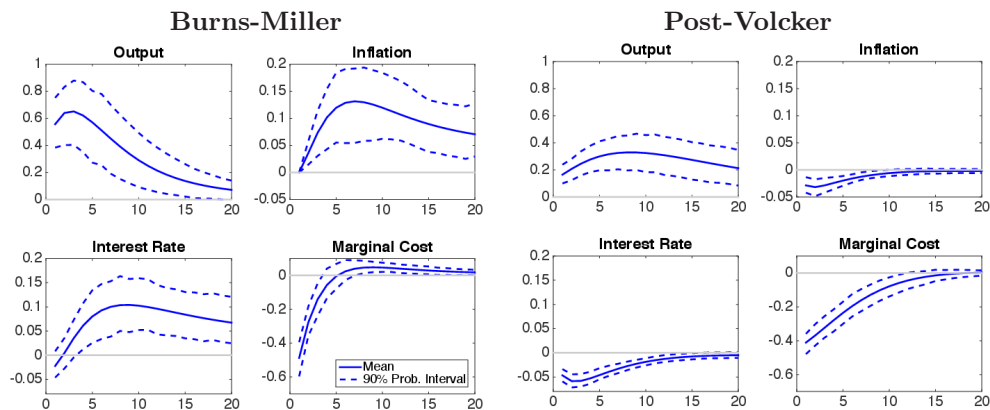 Burns-Miller
Post-Volcker
Output
Inflation
1
0.8
0.6
0.4
0.2
0
0 5 10 15 20
0.2
0.15
0.1
0.05
0
-0.05
0 5 10 15 20
Interest Rate
Marginal Cost
0.2
0.15
0.1
0.05
0
-0.05
0 5 10 15 20
0
-0.2
-0.4
-0.6
0 5 10 15 20
Mean
90% Prob. Interval
Output
Inflation
1
0.8
0.6
0.4
0.2
0
0 5 10 15 20
0.2
0.15
0.1
0.05
0
-0.05
0 5 10 15 20
Interest Rate
Marginal Cost
0.2
0.15
0.1
0.05
0
-0.05
0 5 10 15 20
0
-0.2
-0.4
-0.6
0 5 10 15 20